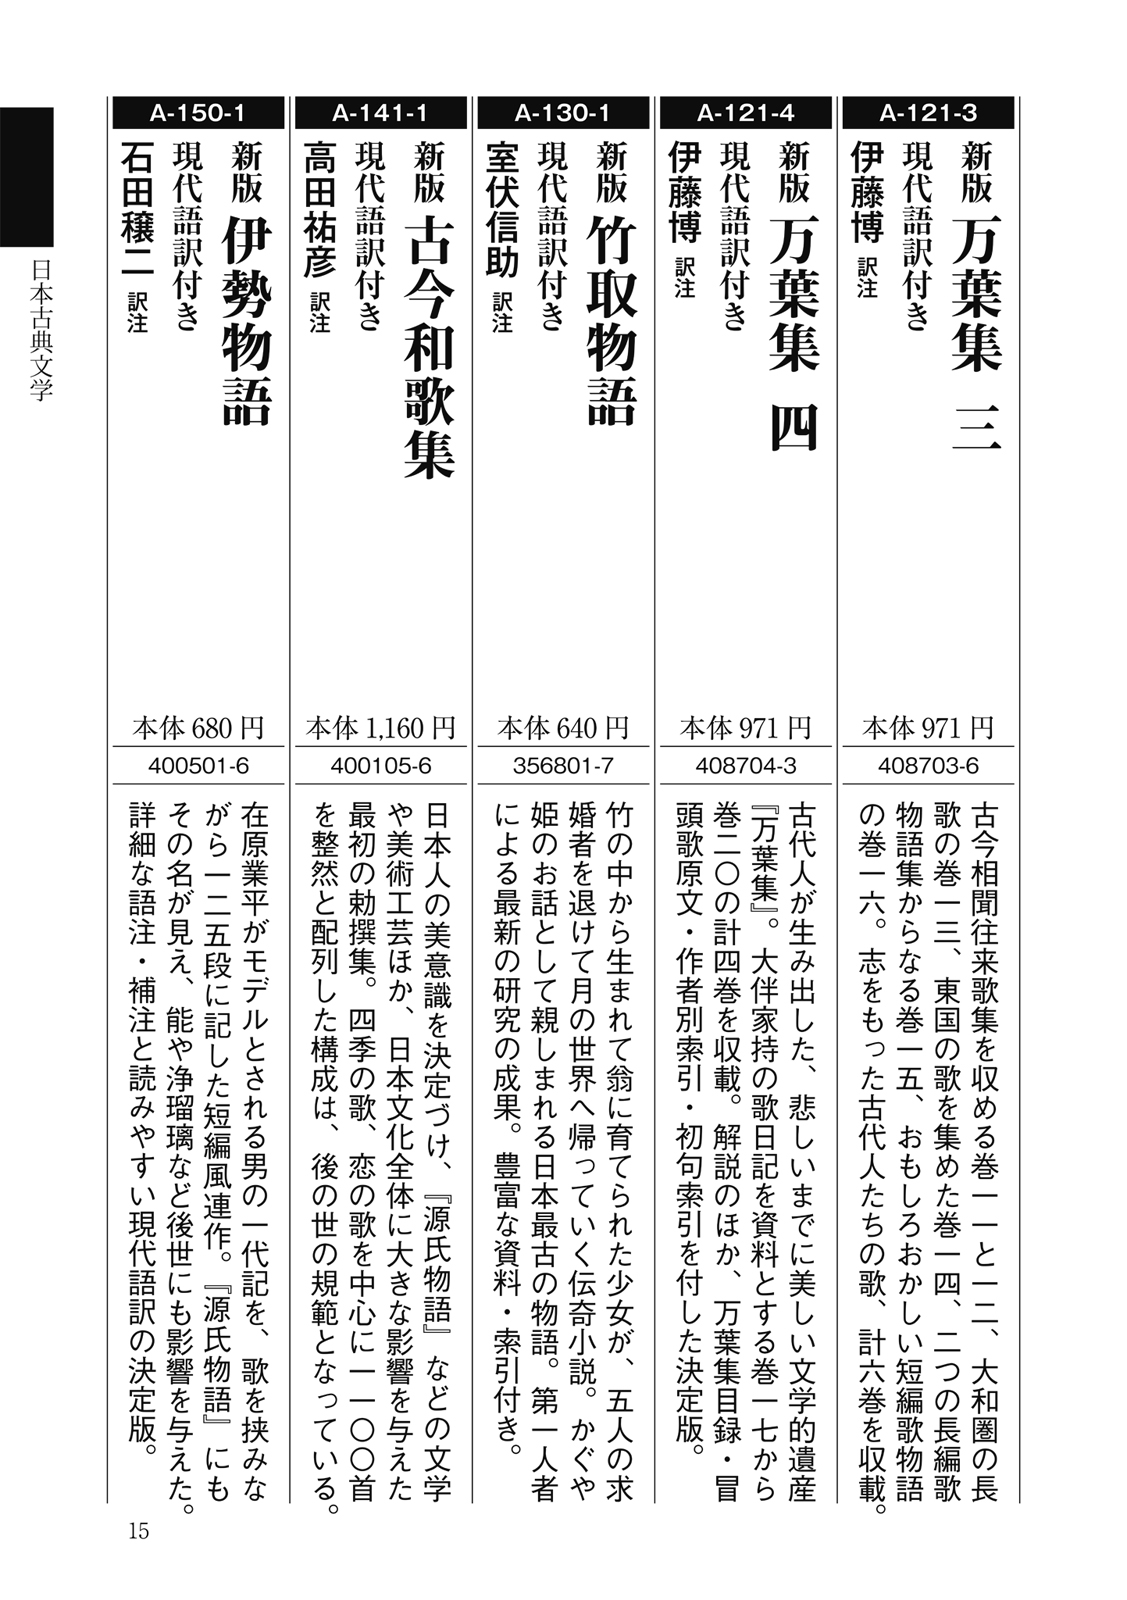 日本古典文学
A-121-3
新版 万葉集 三
現代語訳付き
伊藤博 訳注
本体971円
408703-6
古今相聞往来歌集を収める巻一一と一二、大和圏の長
歌の巻一三、東国の歌を集めた巻一四、二つの長編歌
物語集からなる巻一五、おもしろおかしい短編歌物語
の巻一六。志をもった古代人たちの歌、計六巻を収載。
A-121-4
新版 万葉集 四
現代語訳付き
伊藤博 訳注
本体971円
408704-3
古代人が生み出した、悲しいまでに美しい文学的遺産
『万葉集』。大伴家持の歌日記を資料とする巻一七から
巻二〇の計四巻を収載。解説のほか、万葉集目録・冒
頭歌原文・作者別索引・初句索引を付した決定版。
A-130-1
新版 竹取物語
現代語訳付き
室伏信助 訳注
本体640円
356801-7
竹の中から生まれて翁に育てられた少女が、五人の求
婚者を退けて月の世界へ帰っていく伝奇小説。かぐや
姫のお話として親しまれる日本最古の物語。第一人者
による最新の研究の成果。豊富な資料・索引付き。
A-141-1
新版 古今和歌集
現代語訳付き
高田祐彦 訳注
本体1,160円
400105-6
日本人の美意識を決定づけ、『源氏物語』などの文学
や美術工芸ほか、日本文化全体に大きな影響を与えた
最初の勅撰集。四季の歌、恋の歌を中心に一一〇〇首
を整然と配列した構成は、後の世の規範となっている。
A-150-1
新版 伊勢物語
現代語訳付き
石田穣二 訳注
本体680円
400501-6
在原業平がモデルとされる男の一代記を、歌を挟みな
がら一二五段に記した短編風連作。『源氏物語』にも
その名が見え、能や浄瑠璃など後世にも影響を与えた。
詳細な語注・補注と読みやすい現代語訳の決定版。
15